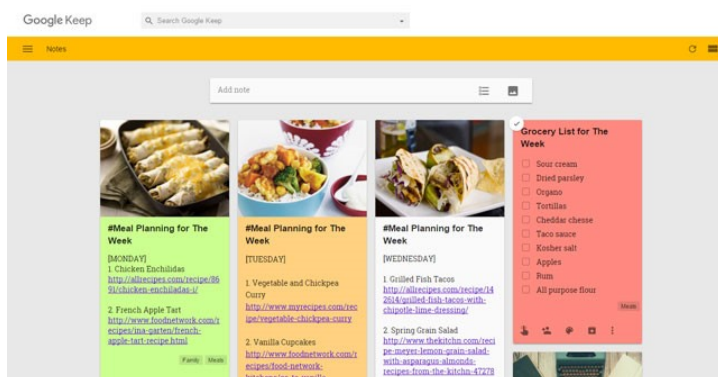 Google Keep
Search Google Keep
Notes
Add note
#Meal Planning for The
Week
[MONDAY]
1. Chicken Enchilidas
http://allrecipes.com/recipe/86
91/chicken-enchiladas-i/
2. French Apple Tart
http://www.foodnetwork.com/r
ecipes/ina-garten/french-
apple-tart-recipe.html
Family
Meals
#Meal Planning for The
Week
[TUESDAY]
1. Vegetable and Chickpea
Curry
http://www.myrecipes.com/rec
ipe/vegetable-chickpea-curry
2. Vanilla Cupcakes
http://www.foodnetwork.com/r
ecipes/food-network-
#Meal Planning for The
Week
[WEDNESDAY]
1. Grilled Fish Tacos
http://allrecipes.com/recipe/14
2614/grilled-fish-tacos-with-
chipotle-lime-dressing/
2. Spring Grain Salad
http://www.thekitchn.com/reci
pe-meyer-lemon-grain-salad-
with-asparagus-almonds-
recipes-from-the-kitchn-47278
Grocery List for The
Week
Sour cream
Dried parsley
Organo
Tortillas
Cheddar chesse
Taco sauce
Kosher salt
Apples
Rum
All purpose flour
Meals